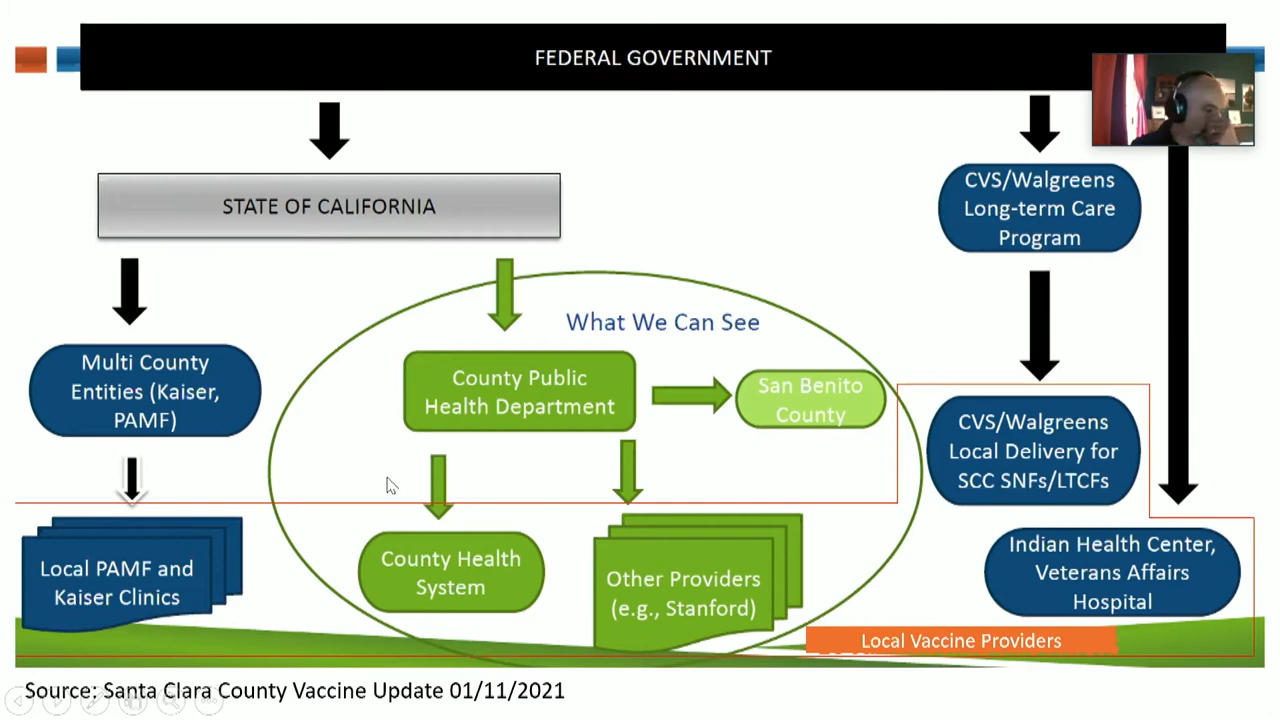 FEDERAL GOVERNMENT
STATE OF CALIFORNIA
CVS/Walgreens
Long-term Care
Program
What We Can See
Multi County
Entities (Kaiser,
PAMF)
County Public
Health Department
San Benito
County
CVS/Walgreens
Local Delivery for
SCC SNFs/LTCFs
Local PAMF and
Kaiser Clinics
County Health
System
Other Providers
(e.g., Stanford)
Indian Health Center,
Veterans Affairs
Hospital
Local Vaccine Providers
Source: Santa Clara County Vaccine Update 01/11/2021